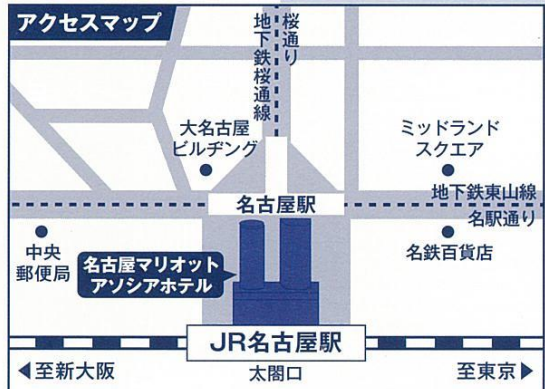 アクセスマップ
地下鉄桜通線
桜通り
大名古屋
ビルヂング
ミッドランド
スクエア
地下鉄東山線
名古屋駅
名駅通り
中央
郵便局
名鉄百貨店
名古屋マリオット
アソシアホテル
JR名古屋駅
◀至新大阪
太閤口
至東京▶